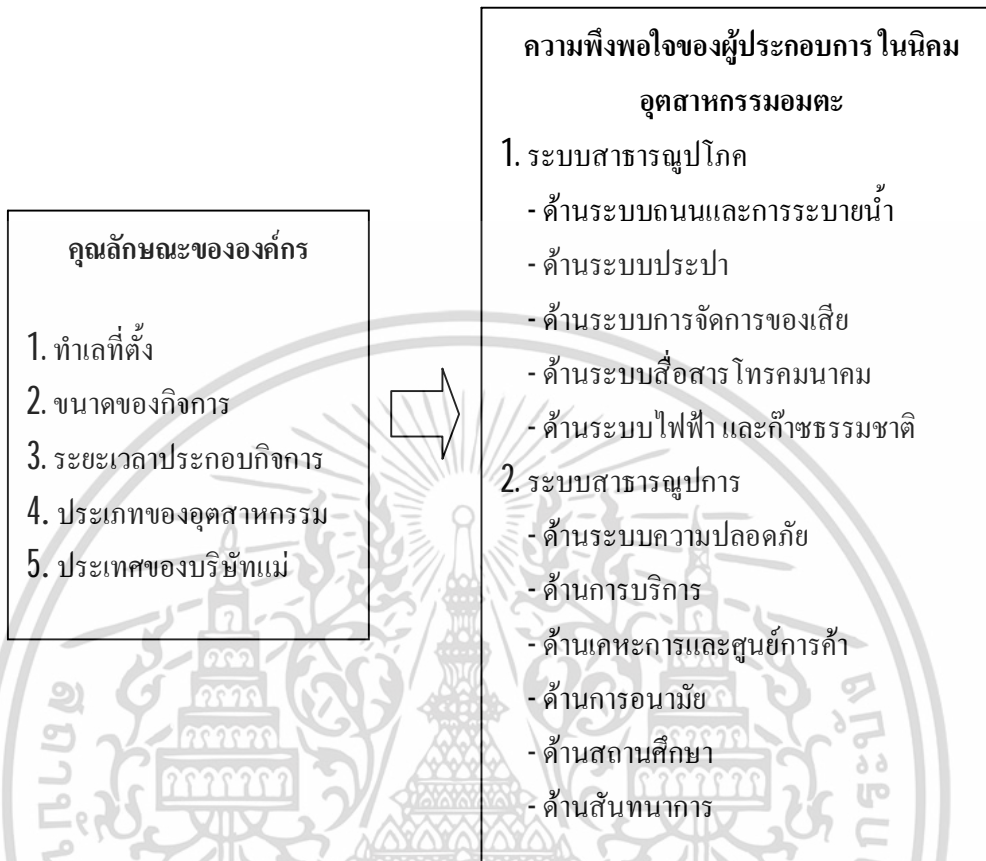 คุณลักษณะขององค์กร
1. ทำเลที่ตั้ง
2. ขนาดของกิจการ
3. ระยะเวลาประกอบกิจการ
4. ประเภทของอุตสาหกรรม
5. ประเทศของบริษัทแม่
ความพึงพอใจของผู้ประกอบการ ในนิคม
อุตสาหกรรมอมตะ
1. ระบบสาธารณูปโภค
- ด้านระบบถนนและการระบายน้ำ
- ด้านระบบประปา
- ด้านระบบการจัดการของเสีย
- ด้านระบบสื่อสาร โทรคมนาคม
- ด้านระบบไฟฟ้า และก๊าซธรรมชาติ
2. ระบบสาธารณูปการ
- ด้านระบบความปลอดภัย
- ด้านการบริการ
- ด้านเคหะการและศูนย์การค้า
- ด้านการอนามัย
- ด้านสถานศึกษา
- ด้านสันทนาการ